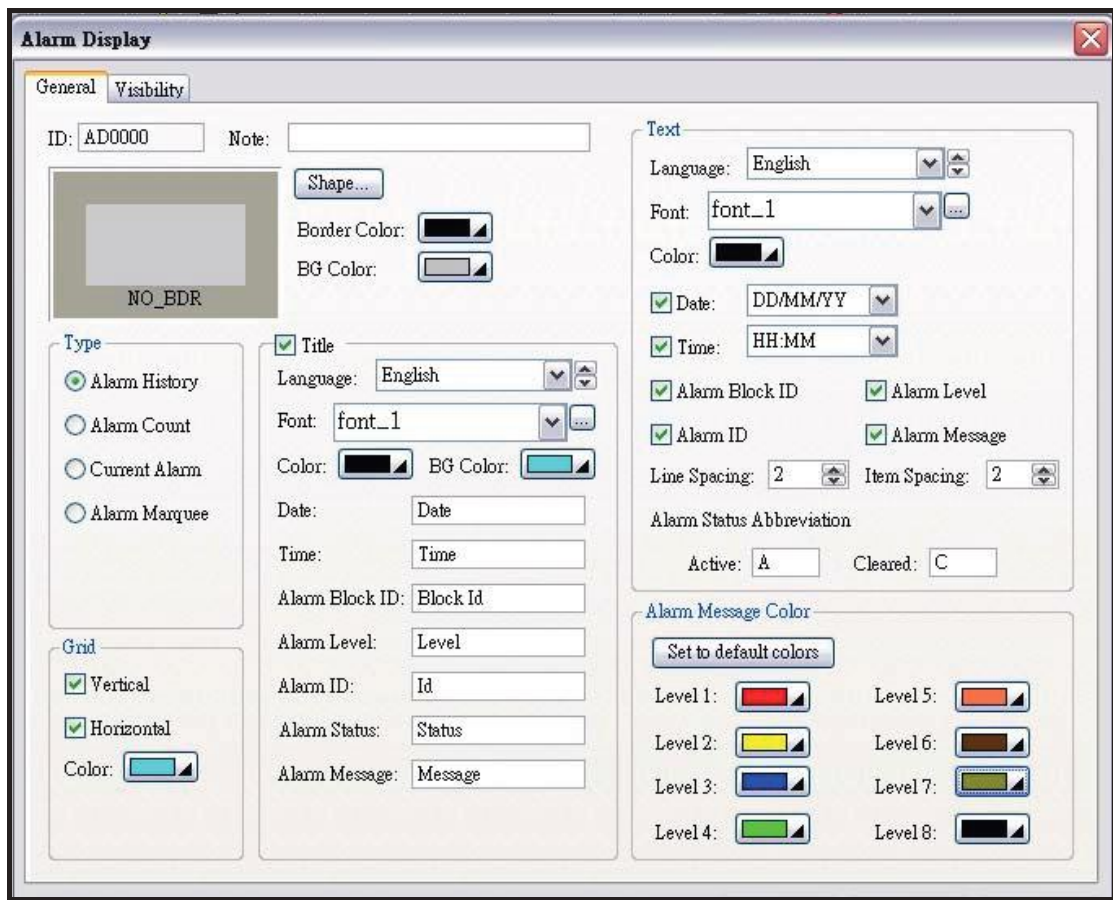 Alarm Display
General Visibility
ID: AD0000 Note:
Shape...
Border Color:
BG Color:
NO_BDR
Type
Alarm History
Alarm Count
Current Alarm
Alarm Marquee
Grid
Vertical
Horizontal
Color:
Title
Language: English
Font: font_1 ...
Color: BG Color:
Date: Date
Time: Time
Alarm Block ID: Block Id
Alarm Level: Level
Alarm ID: Id
Alarm Status: Status
Alarm Message: Message
Text
Language: English
Font: font_1 ...
Color:
Date: DD/MM/YY
Time: HH:MM
Alarm Block ID Alarm Level
Alarm ID Alarm Message
Line Spacing: 2 Item Spacing: 2
Alarm Status Abbreviation
Active: A Cleared: C
Alarm Message Color
Set to default colors
Level 1: Level 5:
Level 2: Level 6:
Level 3: Level 7:
Level 4: Level 8: